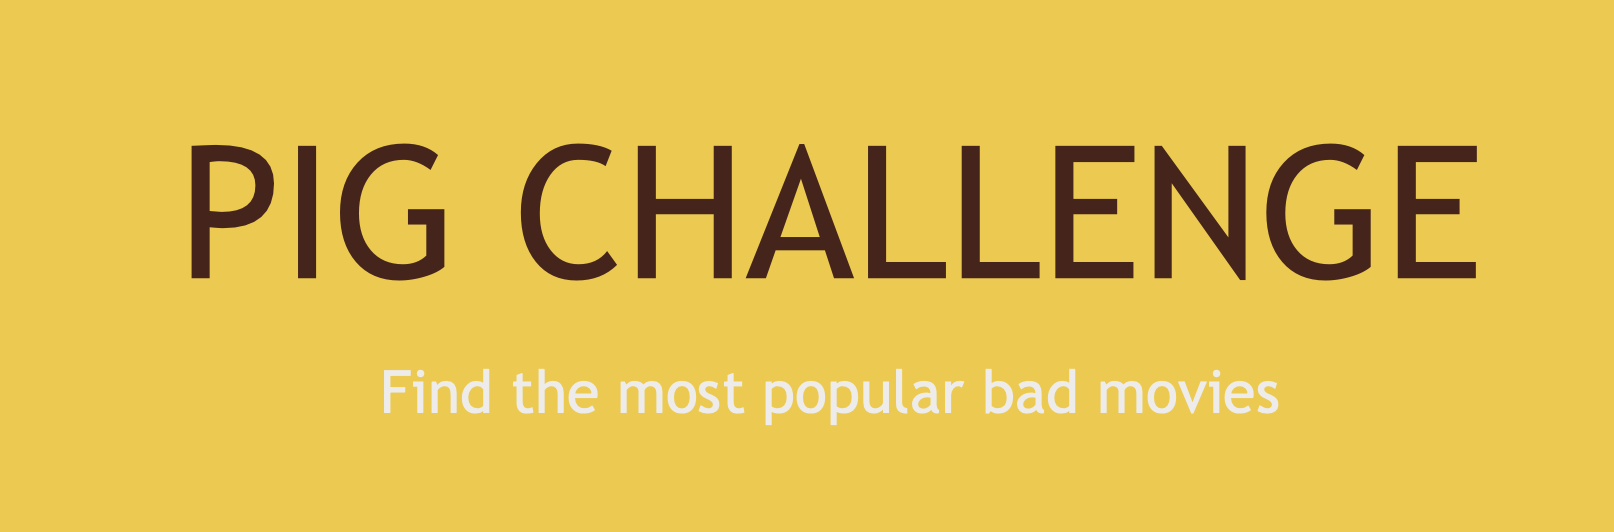 PIG CHALLENGE
Find the most popular bad movies